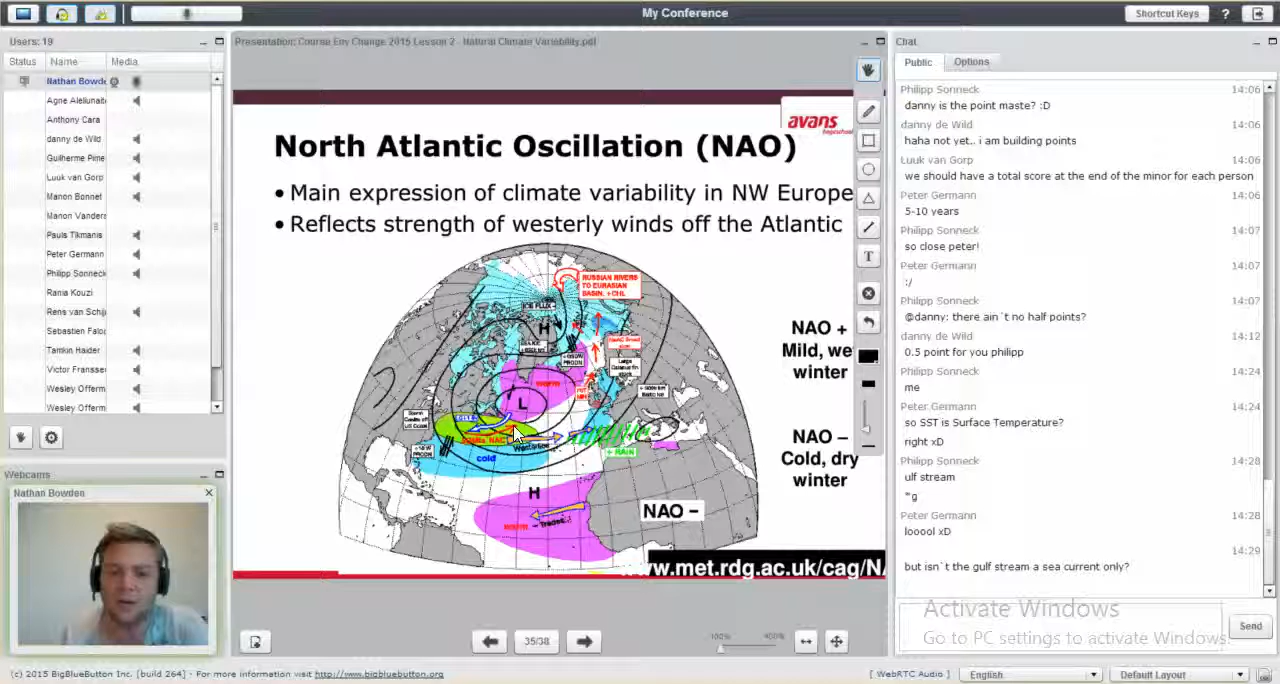 My Conference
Shortcut Keys
?
Users: 19
Status Name Media
Nathan Bowde
Agne Aleliunait
Anthony Cara
danny de Wild
Guilherme Pime
Luuk van Gorp
Manon Bonnet
Manon Vanders
Pauls Tikmanis
Peter Germann
Philipp Sonneck
Rania Kouzi
Rens van Schij
Sebastien Faloc
Tamkin Haider
Victor Franssen
Wesley Offerm
Wesley Offerm
Webcams
Nathan Bowden
Presentation: Course Env Change 2015 Lesson 2 - Natural Climate Variability.pdf
avans
hogeschool
North Atlantic Oscillation (NAO)
• Main expression of climate variability in NW Europe
• Reflects strength of westerly winds off the Atlantic
RUSSIAN RIVERS
TO EURASIAN
BASIN, +CHL
ICE FLUX
H
L
Westerlies
cold
+ RAIN
H
Trades
NAO –
NAO +
Mild, we
winter
NAO –
Cold, dry
winter
www.met.rdg.ac.uk/cag/NA
T
35/38
100% 400%
Chat
Public Options
Philipp Sonneck 14:06
danny is the point maste? :D
danny de Wild 14:06
haha not yet.. i am building points
Luuk van Gorp 14:06
we should have a total score at the end of the minor for each person
Peter Germann 14:06
5-10 years
Philipp Sonneck 14:07
so close peter!
Peter Germann 14:07
:/
Philipp Sonneck 14:07
@danny: there ain´t no half points?
danny de Wild 14:12
0.5 point for you philipp
Philipp Sonneck 14:24
me
Peter Germann 14:24
so SST is Surface Temperature?
right xD
Philipp Sonneck 14:28
ulf stream
*g
Peter Germann 14:28
looool xD
14:29
but isn`t the gulf stream a sea current only?
Activate Windows
Go to PC settings to activate Windows.
Send
(c) 2015 BigBlueButton Inc. [build 264] - For more information visit http://www.bigbluebutton.org
[ WebRTC Audio ]
English
Default Layout